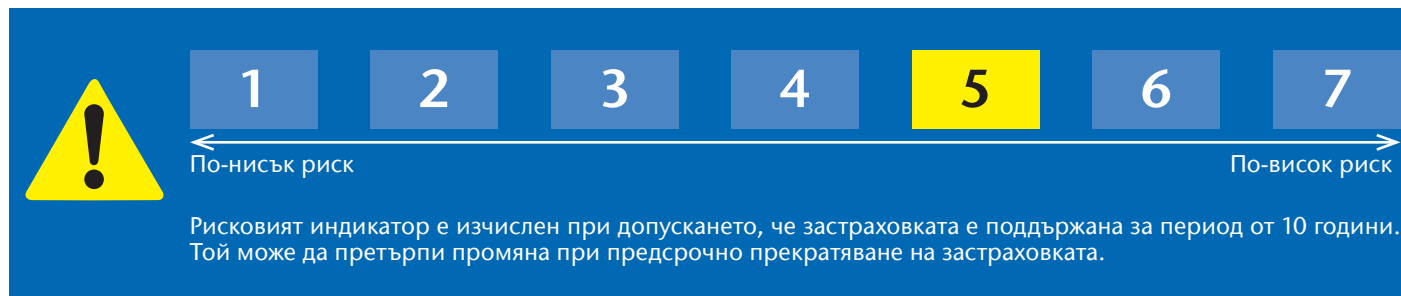 1 2 3 4 5 6 7
По-нисък риск По-висок риск
Рисковият индикатор е изчислен при допускането, че застраховката е поддържана за период от 10 години.
Той може да претърпи промяна при предсрочно прекратяване на застраховката.